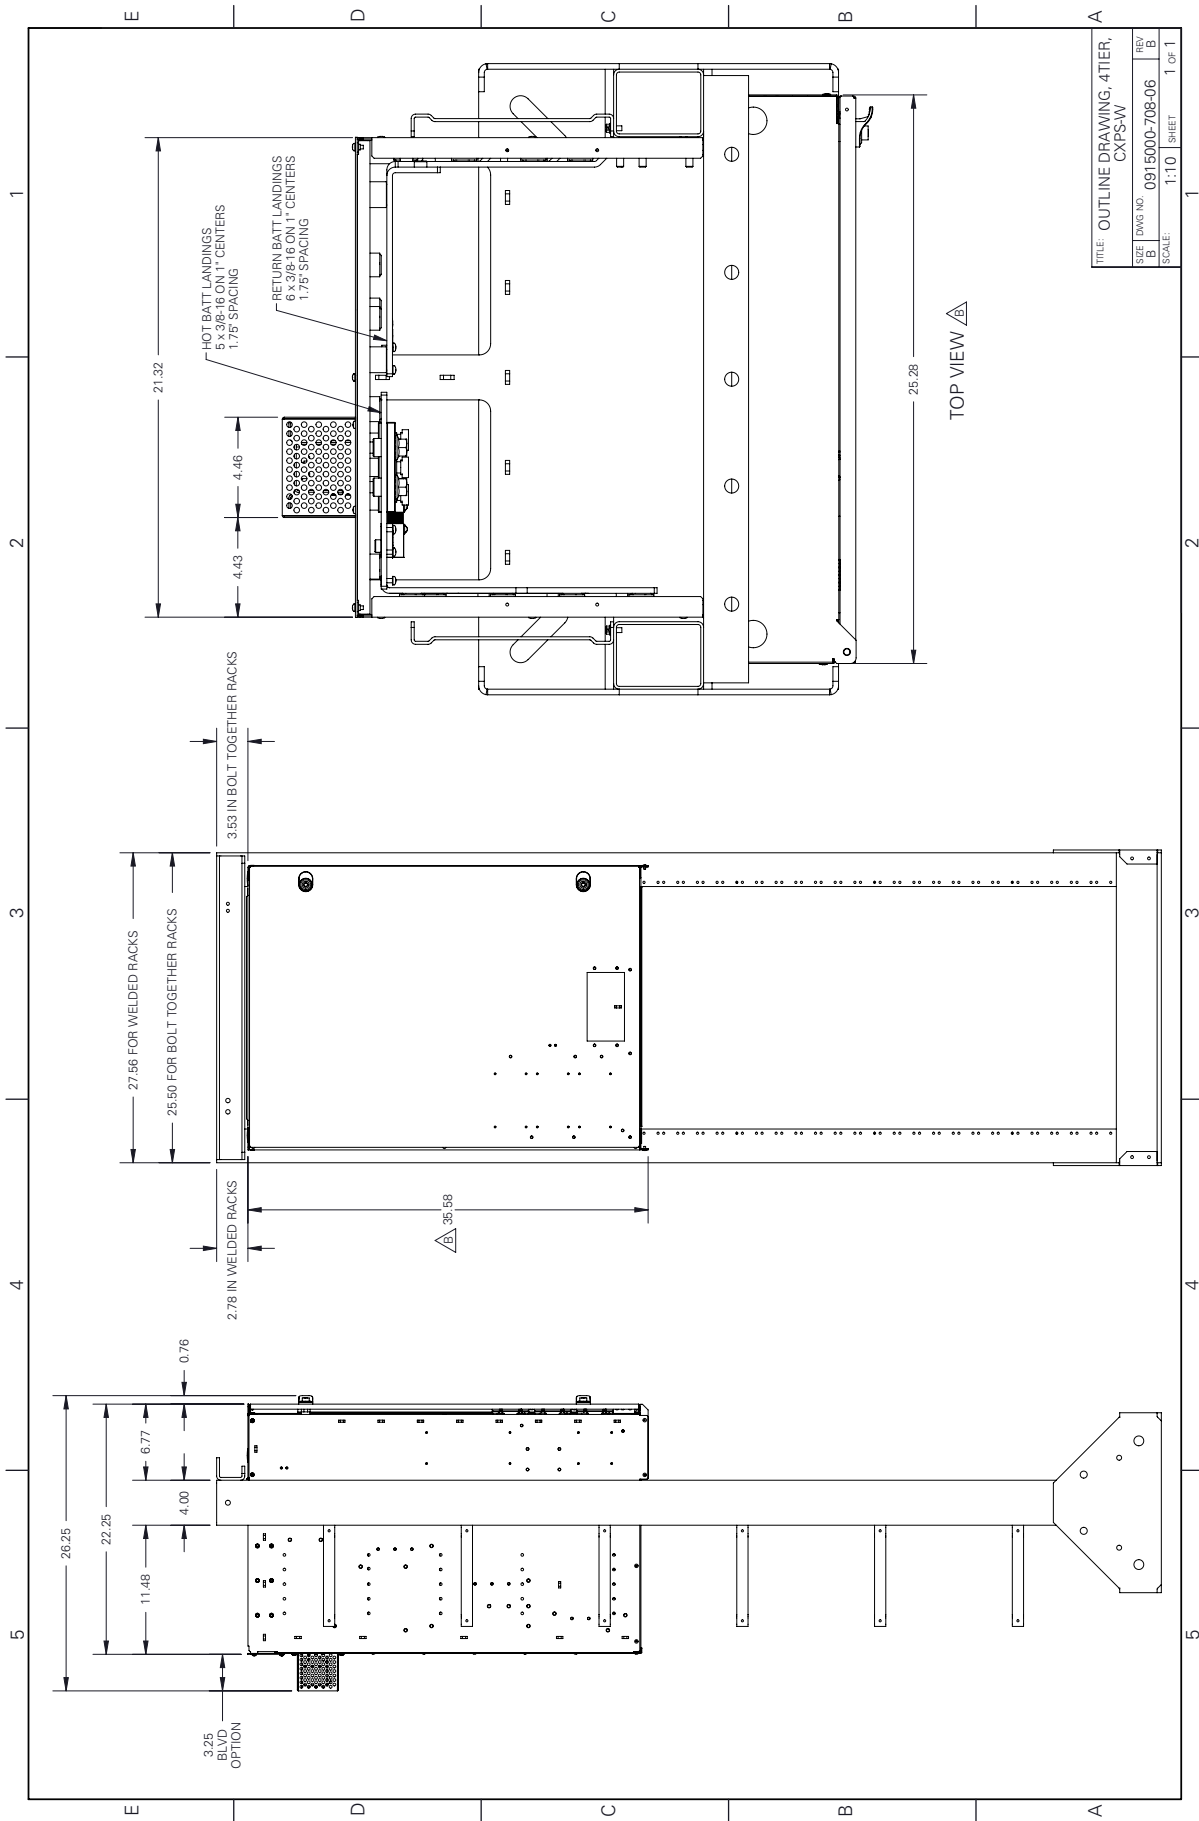 E
D
C
B
A
1
2
3
4
5
21.32
4.46
4.43
HOT BATT LANDINGS
5 x 3/8-16 ON 1" CENTERS
1.75" SPACING
RETURN BATT LANDINGS
6 x 3/8-16 ON 1" CENTERS
1.75" SPACING
25.28
TOP VIEW B
TITLE: OUTLINE DRAWING, 4TIER,
CXPS-W
SIZE B DWG NO. 0915000-708-06 REV B
SCALE: 1:10 SHEET 1 OF 1
3.53 IN BOLT TOGETHER RACKS
27.56 FOR WELDED RACKS
25.50 FOR BOLT TOGETHER RACKS
2.78 IN WELDED RACKS
B 35.58
0.76
6.77
4.00
26.25
22.25
11.48
3.25
BLVD
OPTION
E
D
C
B
A
1
2
3
4
5